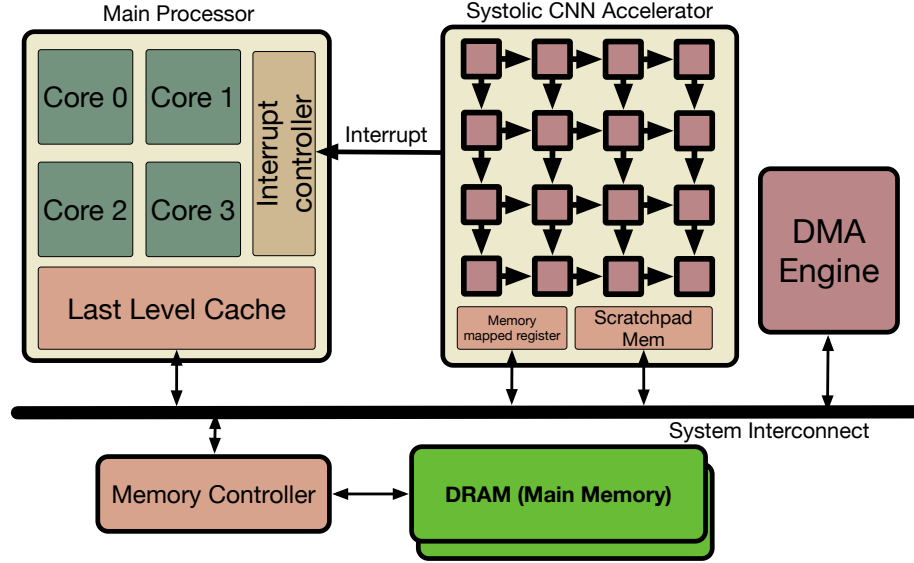 Main Processor
Systolic CNN Accelerator
Core 0
Core 1
Interrupt
controller
Core 2
Core 3
Last Level Cache
Interrupt
Memory
mapped register
Scratchpad
Mem
DMA
Engine
System Interconnect
Memory Controller
DRAM (Main Memory)